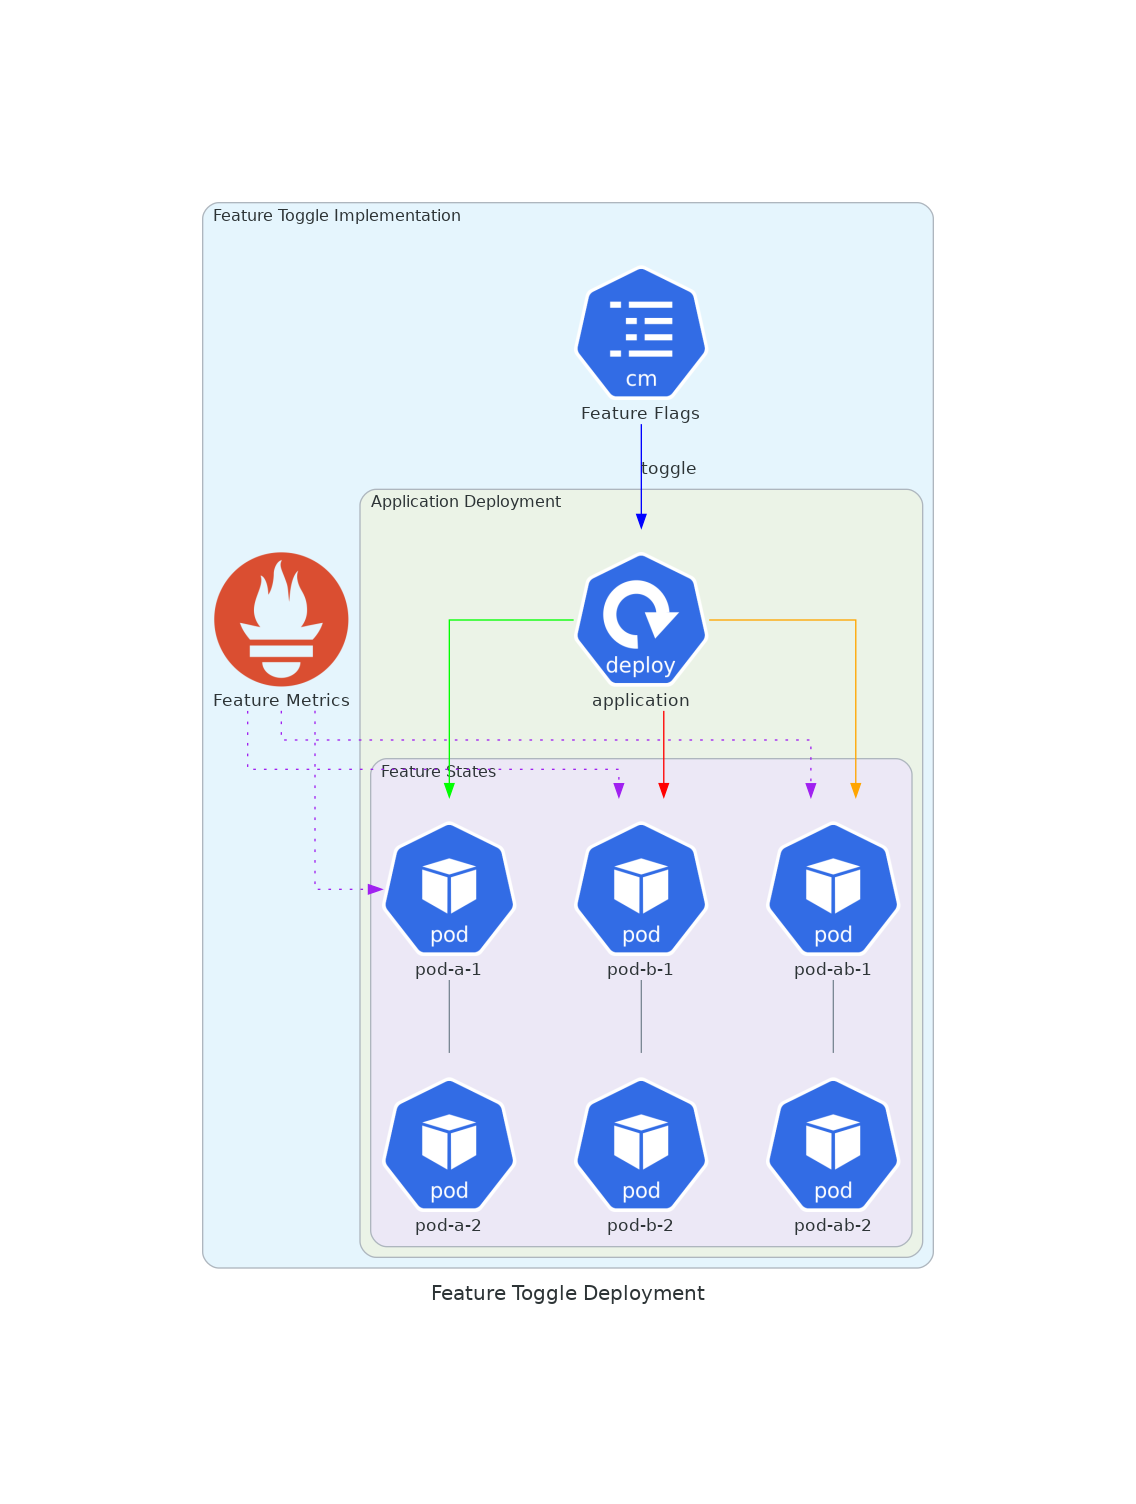 Feature Toggle Implementation
cm
Feature Flags
toggle
Application Deployment
deploy
Feature Metrics
application
Feature States
pod
pod
pod
pod-a-1
pod-b-1
pod-ab-1
pod
pod
pod
pod-a-2
pod-b-2
pod-ab-2
Feature Toggle Deployment